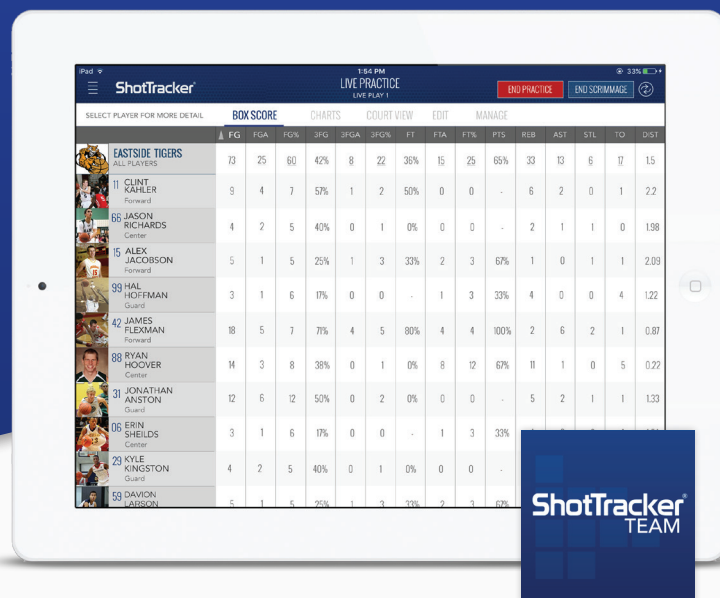 iPad 1:54 PM 33%
ShotTracker LIVE PRACTICE END PRACTICE END SCRIMMAGE
LIVE PLAY 1
SELECT PLAYER FOR MORE DETAIL BOX SCORE CHARTS COURT VIEW EDIT MANAGE
FG FGA FG% 3FG 3FGA 3FG% FT FTA FT% PTS REB AST STL TO DIST
EASTSIDE TIGERS
ALL PLAYERS
73 25 60 42% 8 22 36% 15 25 65% 33 13 6 17 1.5
11 CLINT
KAHLER
Forward
9 4 7 57% 1 2 50% 0 0 - 6 2 0 1 2.2
66 JASON
RICHARDS
Center
4 2 5 40% 0 1 0% 0 0 - 2 1 1 0 1.98
15 ALEX
JACOBSON
Forward
5 1 5 25% 1 3 33% 2 3 67% 1 0 1 1 2.09
99 HAL
HOFFMAN
Guard
3 1 6 17% 0 0 - 1 3 33% 4 0 0 4 1.22
42 JAMES
FLEXMAN
Forward
18 5 7 71% 4 5 80% 4 4 100% 2 6 2 1 0.87
88 RYAN
HOOVER
Center
14 3 8 38% 0 1 0% 8 12 67% 11 1 0 5 0.22
31 JONATHAN
ANSTON
Guard
12 6 12 50% 0 2 0% 0 0 - 5 2 1 1 1.33
06 ERIN
SHEILDS
Center
3 1 6 17% 0 0 - 1 3 33%
29 KYLE
KINGSTON
Guard
4 2 5 40% 0 1 0% 0 0 -
59 DAVION
LARSON
5 1 5 25% 1 3 33% 2 3 67%
ShotTracker®
TEAM